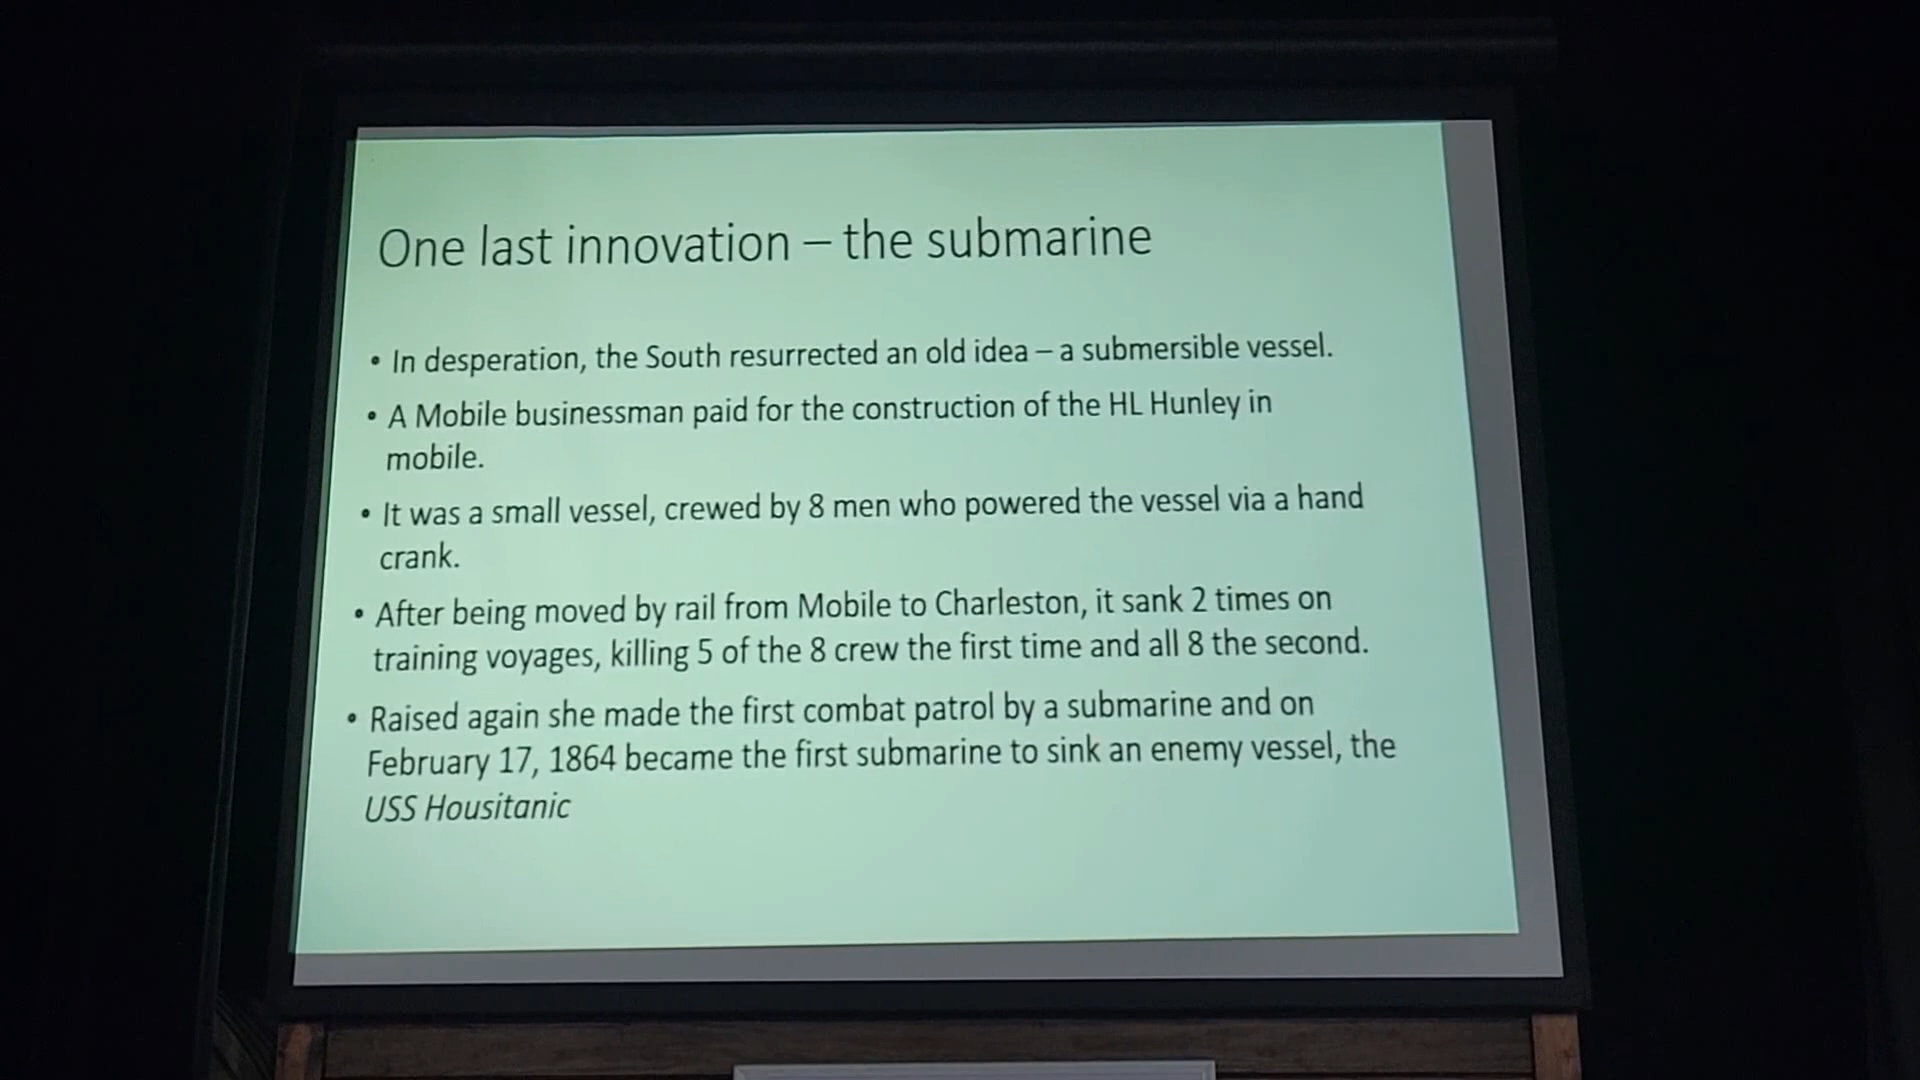 One last innovation – the submarine
• In desperation, the South resurrected an old idea – a submersible vessel.
• A Mobile businessman paid for the construction of the HL Hunley in
mobile.
• It was a small vessel, crewed by 8 men who powered the vessel via a hand
crank.
• After being moved by rail from Mobile to Charleston, it sank 2 times on
training voyages, killing 5 of the 8 crew the first time and all 8 the second.
• Raised again she made the first combat patrol by a submarine and on
February 17, 1864 became the first submarine to sink an enemy vessel, the
USS Housitanic